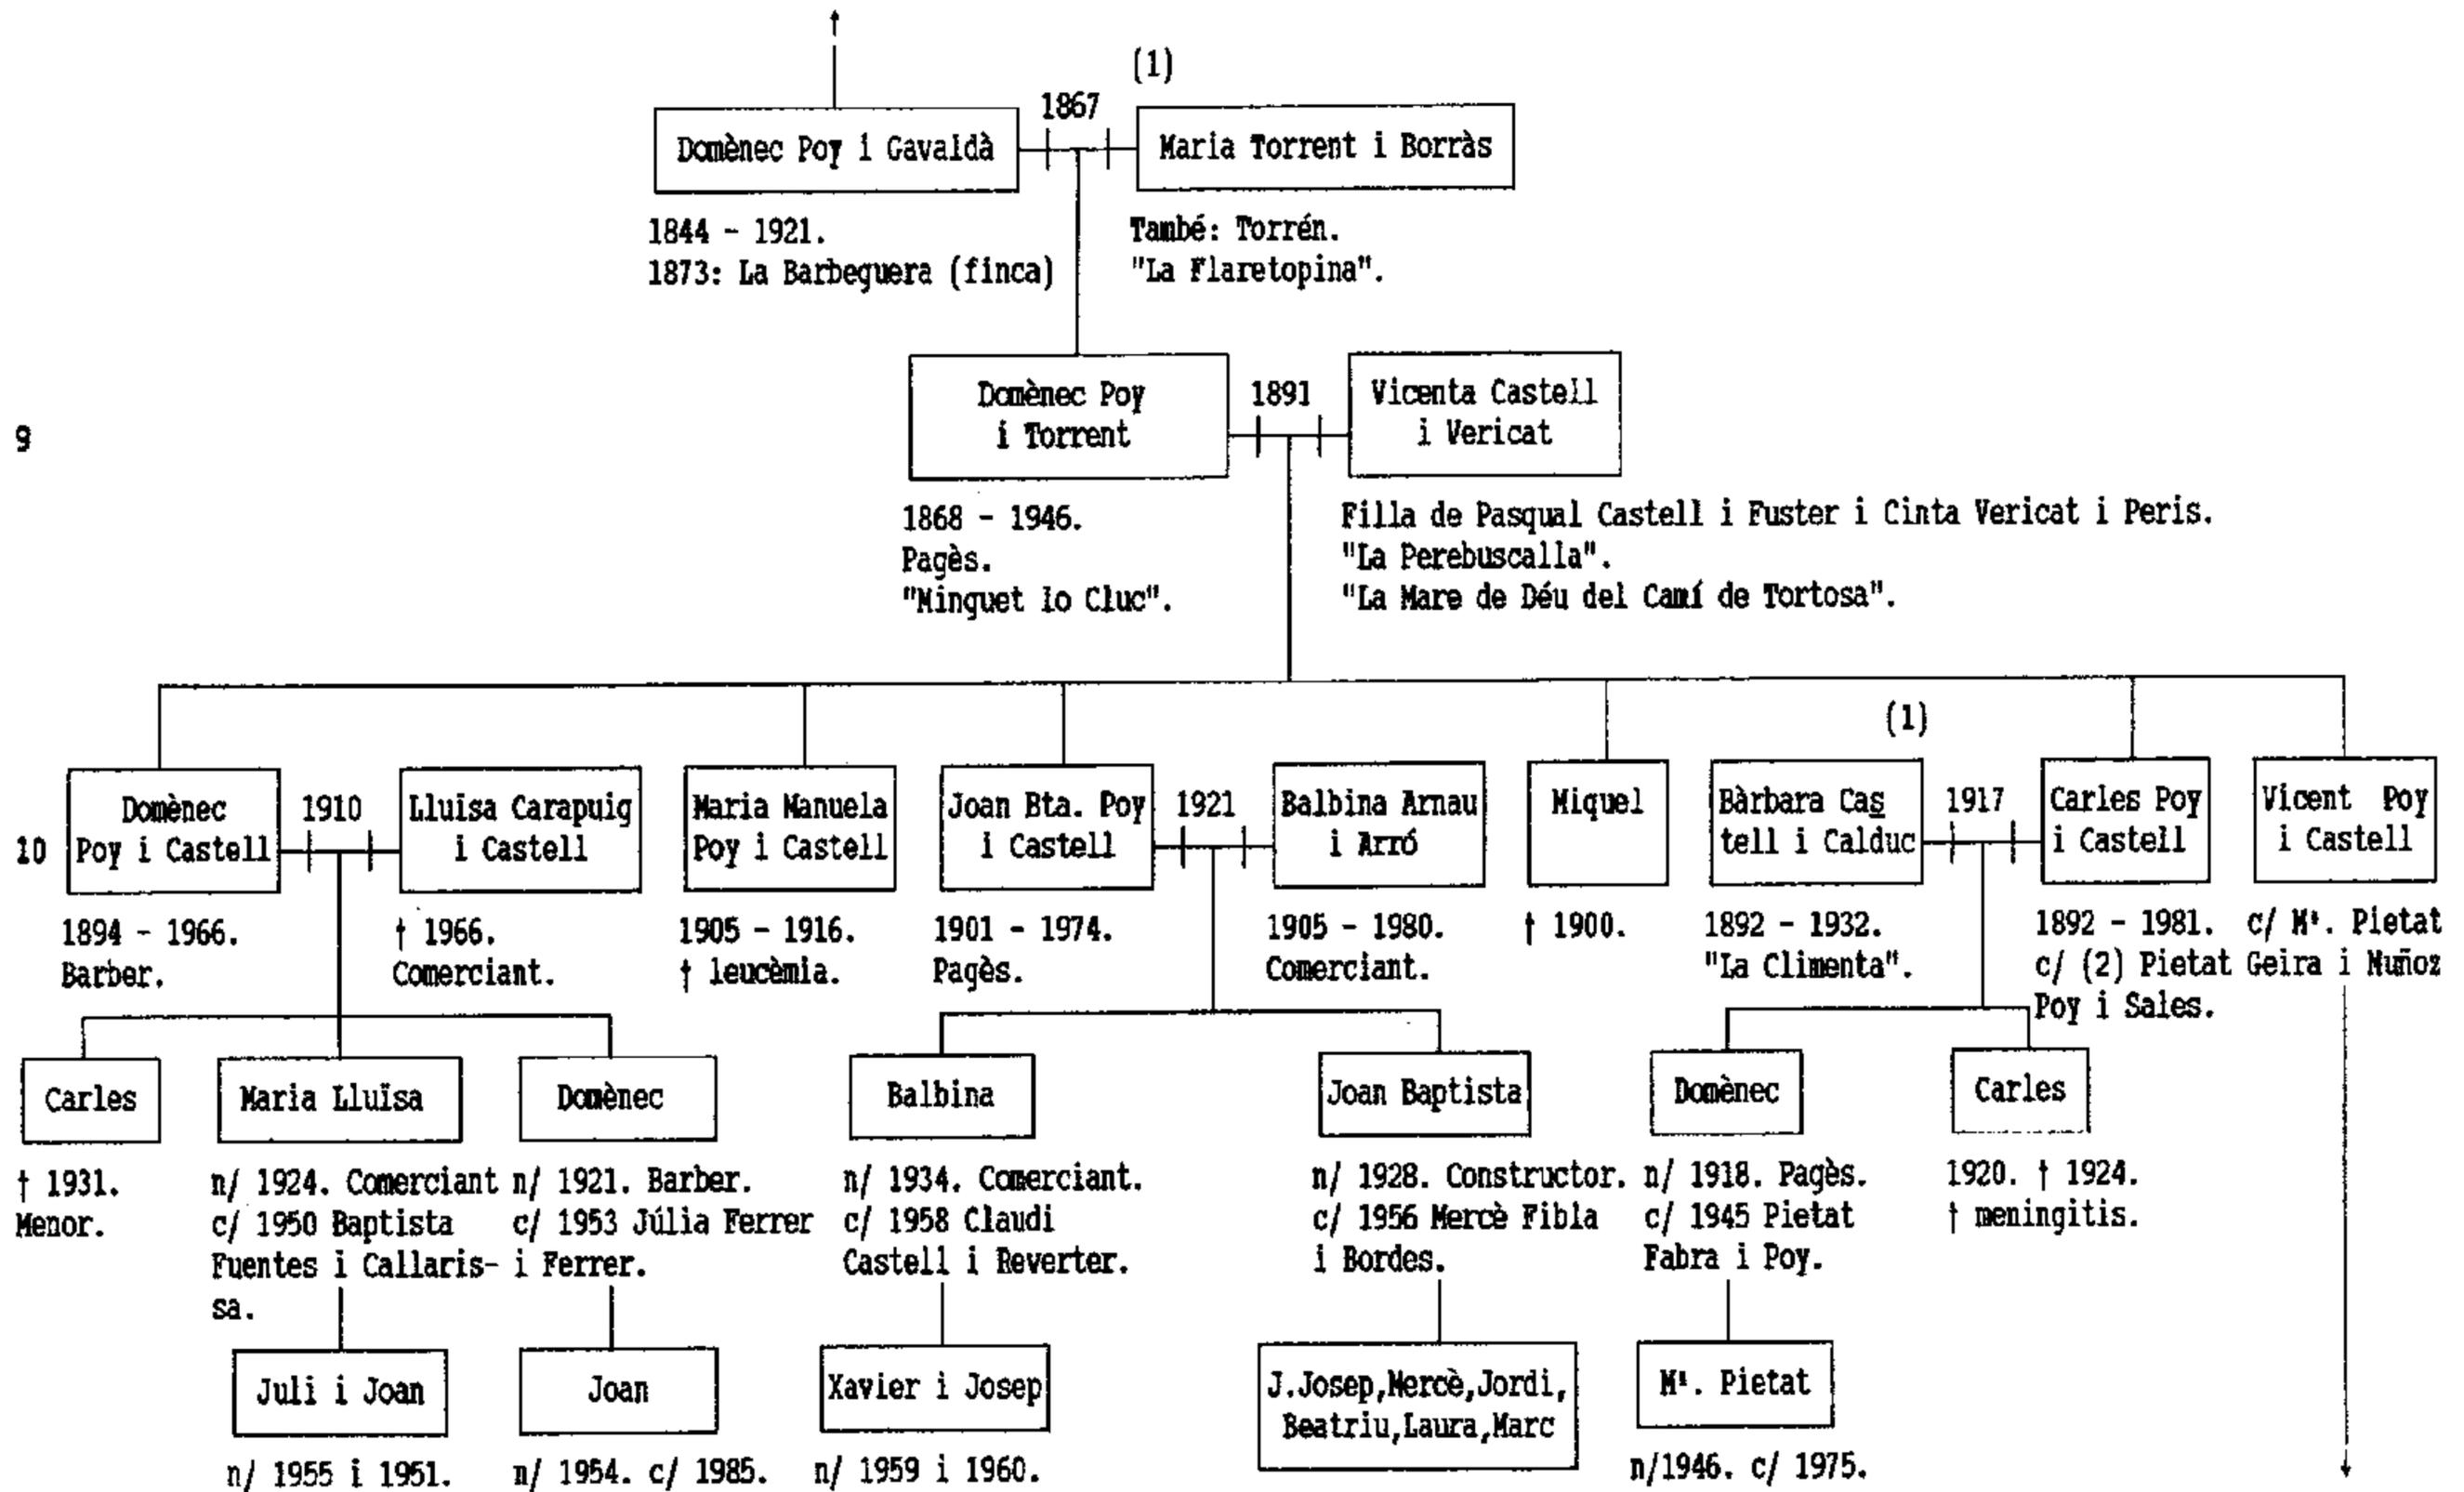 (1)
1867
Domènec Poy i Gavaldà
Maria Torrent i Borràs
1844 - 1921.
1873: La Barbeguera (finca)
També: Torrén.
"La Flaretopina".
9
Domènec Poy
i Torrent
1891
Vicenta Castell
i Vericat
1868 - 1946.
Pagès.
"Minguet lo Cluc".
Filla de Pasqual Castell i Fuster i Cinta Vericat i Peris.
"La Perebuscalla".
"La Mare de Déu del Camí de Tortosa".
10
Domènec
Poy i Castell
1910
Lluïsa Carapuig
i Castell
Maria Manuela
Poy i Castell
Joan Bta. Poy
i Castell
1921
Balbina Arnau
i Arró
Miquel
(1)
Bàrbara Cas
tell i Calduc
1917
Carles Poy
i Castell
Vicent Poy
i Castell
1894 - 1966.
Barber.
† 1966.
Comerciant.
1905 - 1916.
† leucèmia.
1901 - 1974.
Pagès.
1905 - 1980.
Comerciant.
† 1900.
1892 - 1932.
"La Climenta".
1892 - 1981.
c/ (2) Pietat
Poy i Sales.
c/ Mª. Pietat
Geira i Muñoz
Carles
Maria Lluïsa
Domènec
Balbina
Joan Baptista
Domènec
Carles
† 1931.
Menor.
n/ 1924. Comerciant
c/ 1950 Baptista
Fuentes i Callaris-
sa.
n/ 1921. Barber.
c/ 1953 Júlia Ferrer
i Ferrer.
n/ 1934. Comerciant.
c/ 1958 Claudi
Castell i Reverter.
n/ 1928. Constructor.
c/ 1956 Mercè Fibla
i Bordes.
n/ 1918. Pagès.
c/ 1945 Pietat
Fabra i Poy.
1920. † 1924.
† meningitis.
Juli i Joan
Joan
Xavier i Josep
J.Josep,Mercè,Jordi,
Beatriu,Laura,Marc
Mª. Pietat
n/ 1955 i 1951.
n/ 1954. c/ 1985.
n/ 1959 i 1960.
n/1946. c/ 1975.